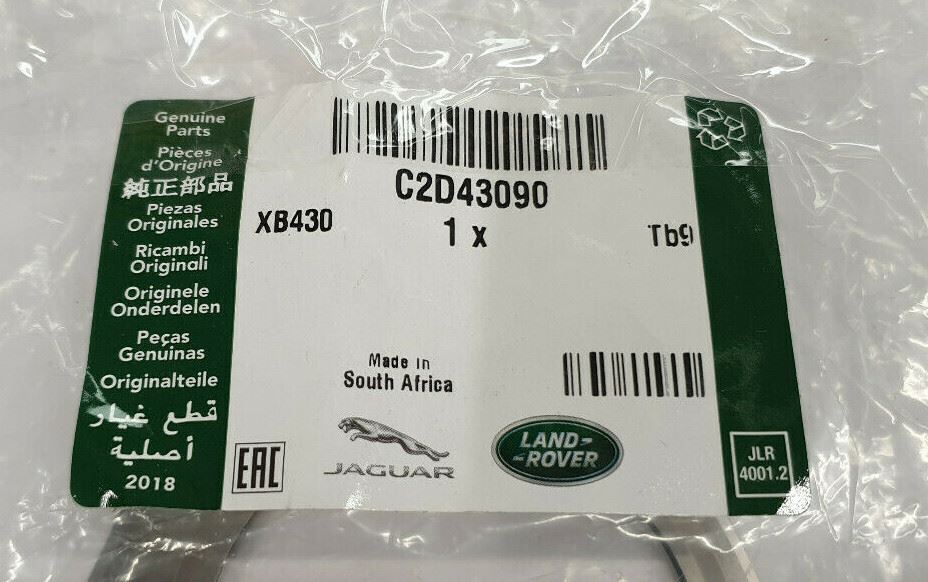 Genuine
Parts
Pièces
d'Origine
純正部品
Piezas
Originales
Ricambi
Originali
Originele
Onderdelen
Peças
Genuinas
Originalteile
قطع غيار
أصلية
2018
C2D43090
XB430
1 x
Tb9
Made in
South Africa
EAC
JAGUAR
LAND-
ROVER
JLR
4001.2